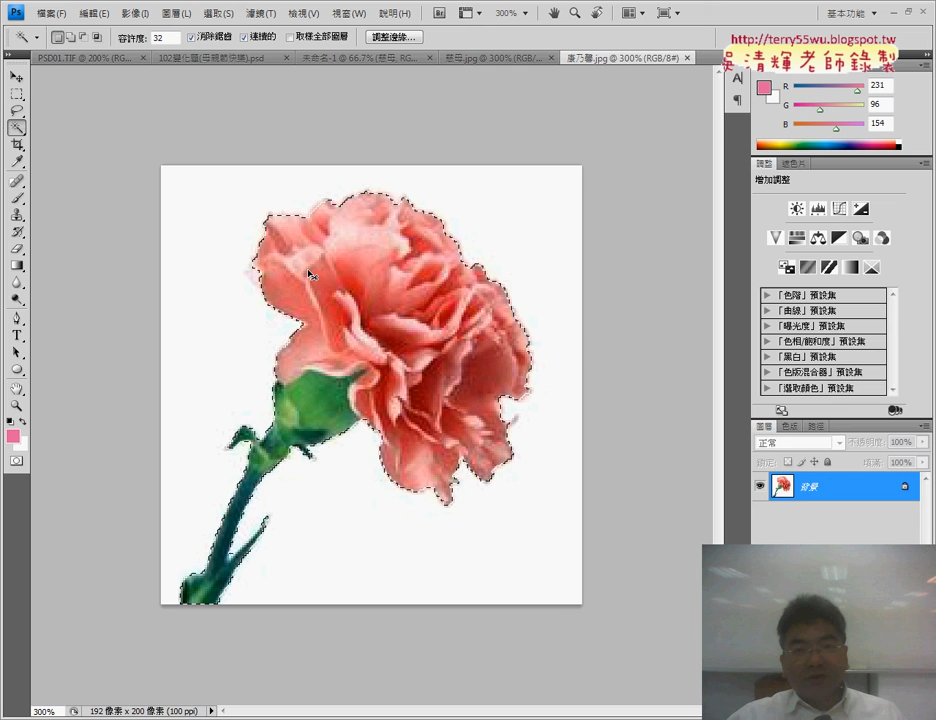 檔案(F) 編輯(E) 影像(I) 圖層(L) 選取(S) 濾鏡(T) 檢視(V) 視窗(W) 說明(H) 300% 基本功能
容許度: 32 消除鋸齒 連續的 取樣全部圖層 調整邊緣...
http://terry55wu.blogspot.tw
吳清輝老師錄製
PSD01.TIF @ 200% (RG... 102變化題(母親節快樂).psd 未命名-1 @ 66.7% (慈母, RG... 慈母.jpg @ 300% (RGB/... 康乃馨.jpg @ 300% (RGB/8#)
R 231
G 96
B 154
調整 遮色片
增加調整
「色階」預設集
「曲線」預設集
「曝光度」預設集
「色相/飽和度」預設集
「黑白」預設集
「色版混合器」預設集
「選取顏色」預設集
圖層 色版 路徑
正常 不透明度: 100%
鎖定: 填滿: 100%
背景
300% 192 像素 x 200 像素 (100 ppi)